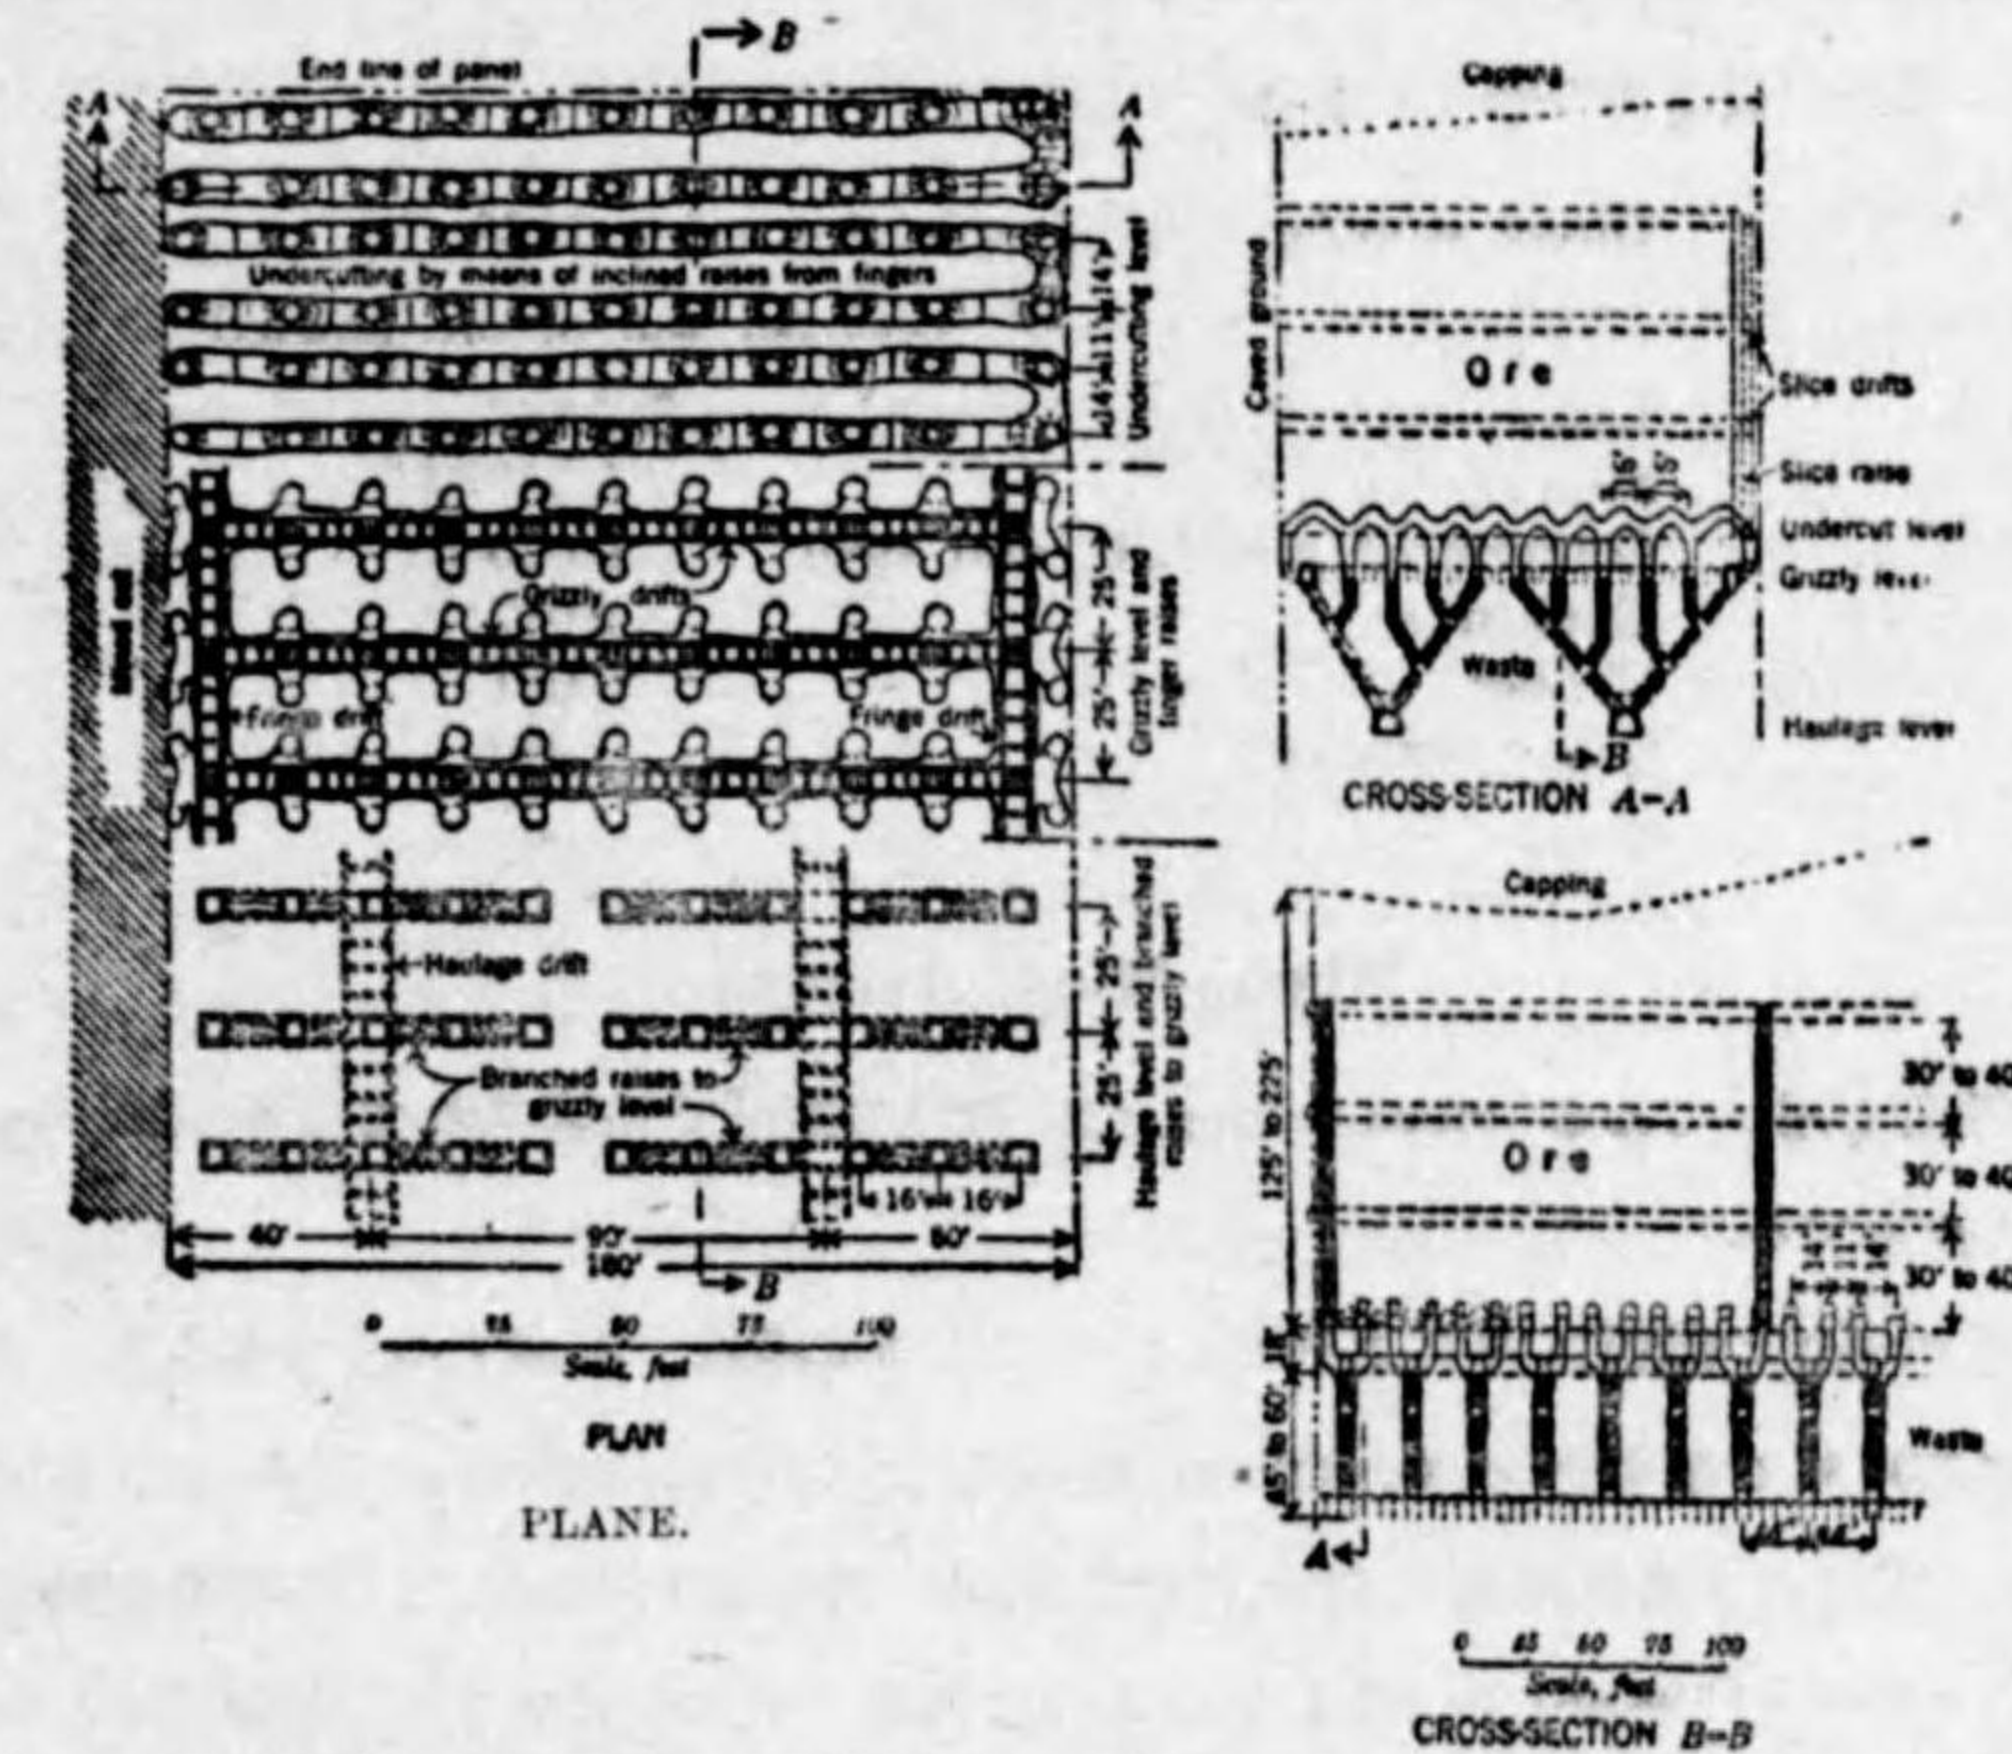 B
End line of panel
A
A
Undercutting by means of inclined raises from fingers
14'
11'
14'
Undercutting level
Grizzly drifts
Fringe drift
Fringe drift
25'
25'
Grizzly level and
finger raises
Haulage drift
Branched raises to
grizzly level
25'
25'
Haulage level and branched
raises to grizzly level
16' 16'
40' 90' 50'
180'
B
0 25 50 75 100
Scale, feet
PLAN
PLANE.
Capping
Caved ground
Ore
Slice drifts
Slice raise
Undercut level
Grizzly level
Waste
Haulage level
B
CROSS-SECTION A-A
Capping
125' to 225'
Ore
30' to 40
30' to 40
30' to 40
45' to 60'
Waste
A
0 25 50 75 100
Scale, feet
CROSS-SECTION B-B